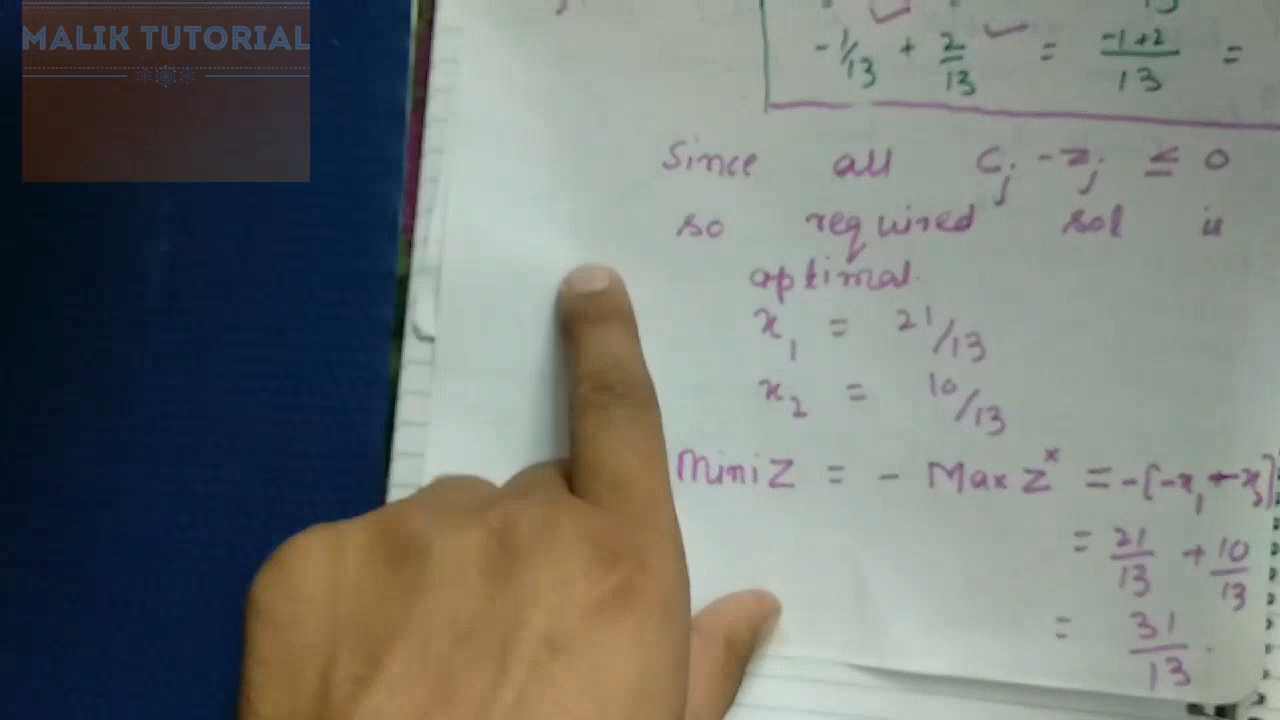 MALIK TUTORIAL
-1/13 + 2/13 = -1+2/13 =
Since all Cj - Zj ≤ 0
so required sol is
optimal.
x1 = 21/13
x2 = 10/13
Mini Z = - Max Z* = -[-x1 - x2]
= 21/13 + 10/13
= 31/13.